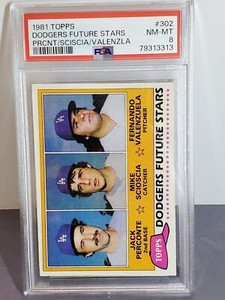 1981 TOPPS #302
DODGERS FUTURE STARS NM-MT
PRCNT/SCISCIA/VALENZLA 8
PSA 79313313
FERNANDO
VALENZUELA
PITCHER
MIKE
SCIOSCIA
CATCHER
JACK
PERCONTE
2nd BASE
TOPPS DODGERS FUTURE STARS